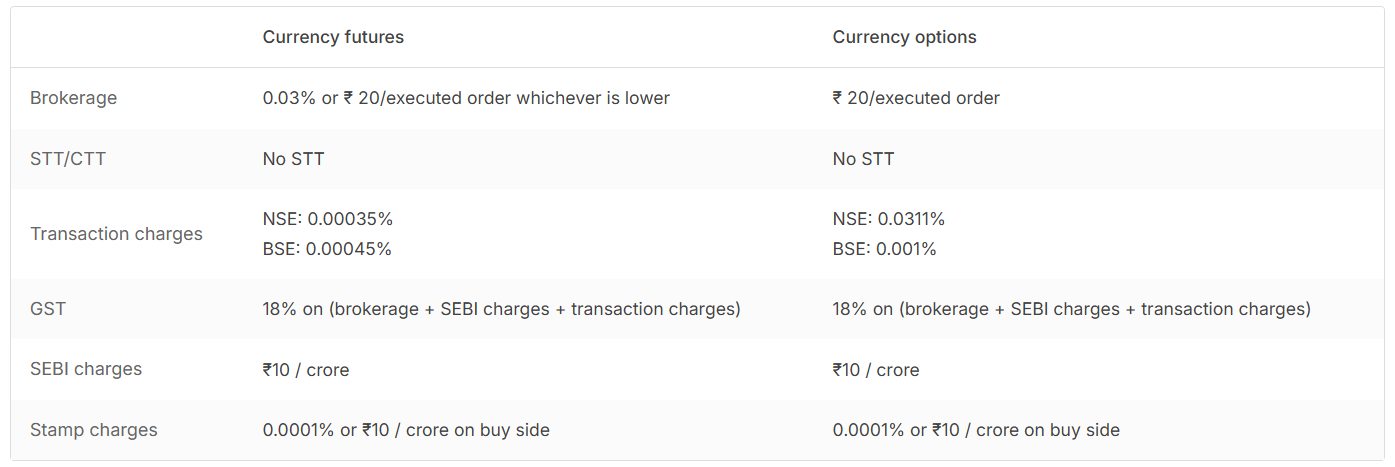 Currency futures Currency options
Brokerage 0.03% or ₹ 20/executed order whichever is lower ₹ 20/executed order
STT/CTT No STT No STT
NSE: 0.00035% NSE: 0.0311%
Transaction charges
BSE: 0.00045% BSE: 0.001%
GST 18% on (brokerage + SEBI charges + transaction charges) 18% on (brokerage + SEBI charges + transaction charges)
SEBI charges ₹10 / crore ₹10 / crore
Stamp charges 0.0001% or ₹10 / crore on buy side 0.0001% or ₹10 / crore on buy side